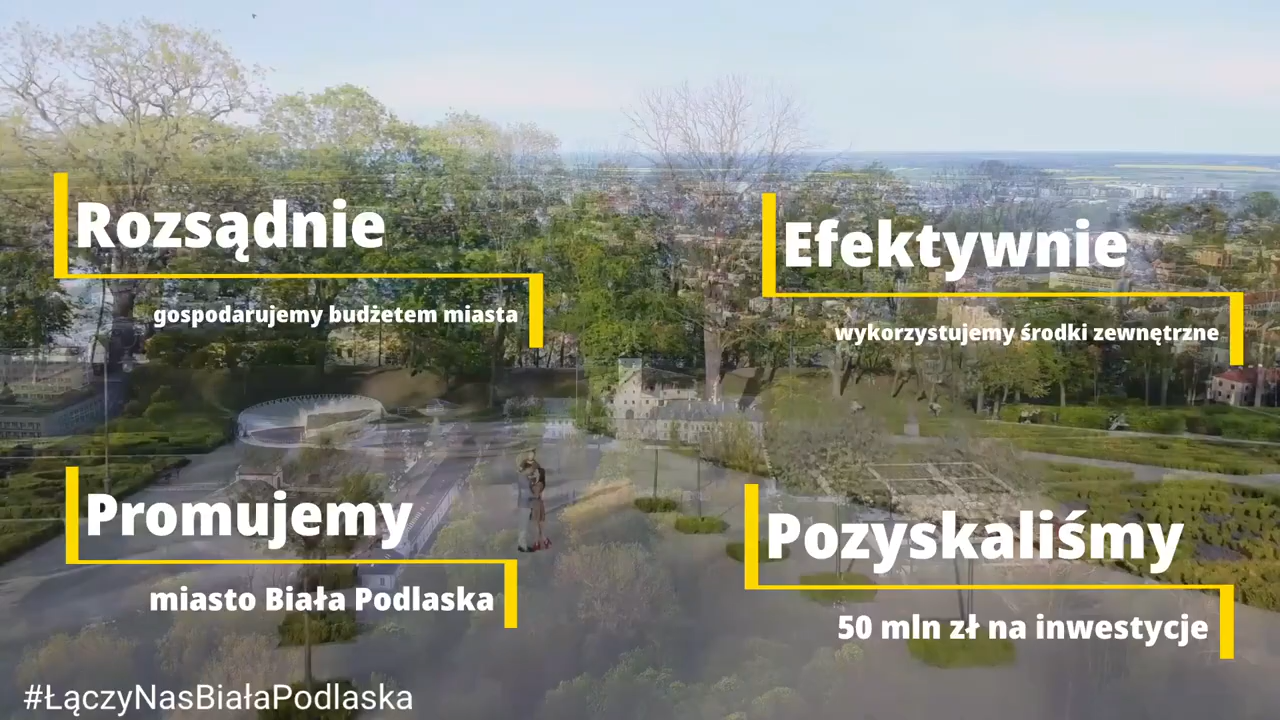 Rozsądnie
gospodarujemy budżetem miasta
Efektywnie
wykorzystujemy środki zewnętrzne
Promujemy
miasto Biała Podlaska
Pozyskaliśmy
50 mln zł na inwestycje
#ŁączyNasBiałaPodlaska